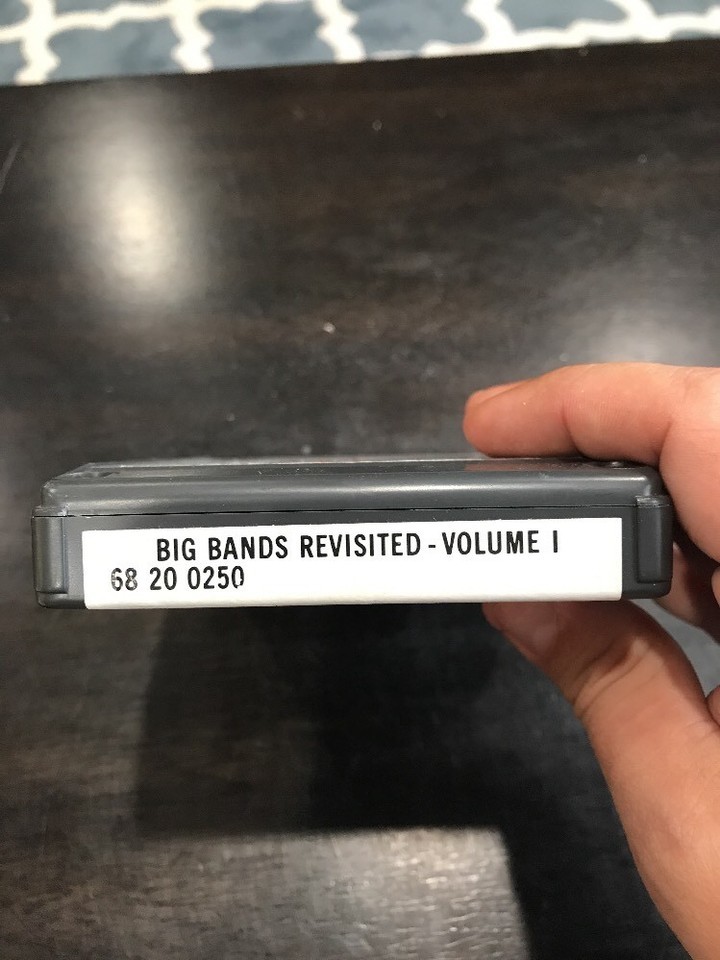 BIG BANDS REVISITED - VOLUME I
68 20 0250